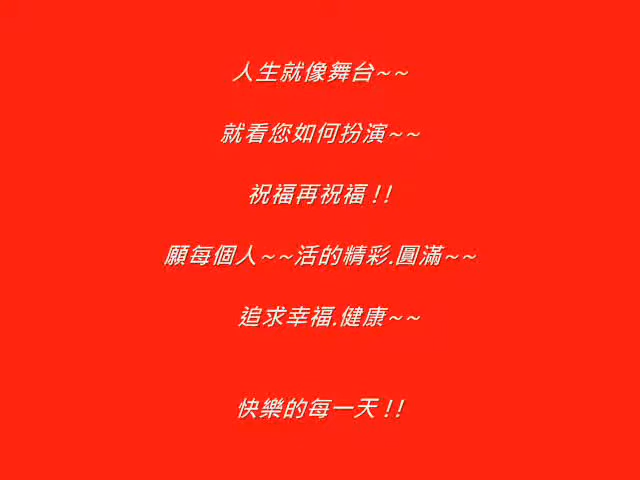 人生就像舞台~~
就看您如何扮演~~
祝福再祝福!!
願每個人~~活的精彩.圓滿~~
追求幸福.健康~~
快樂的每一天!!